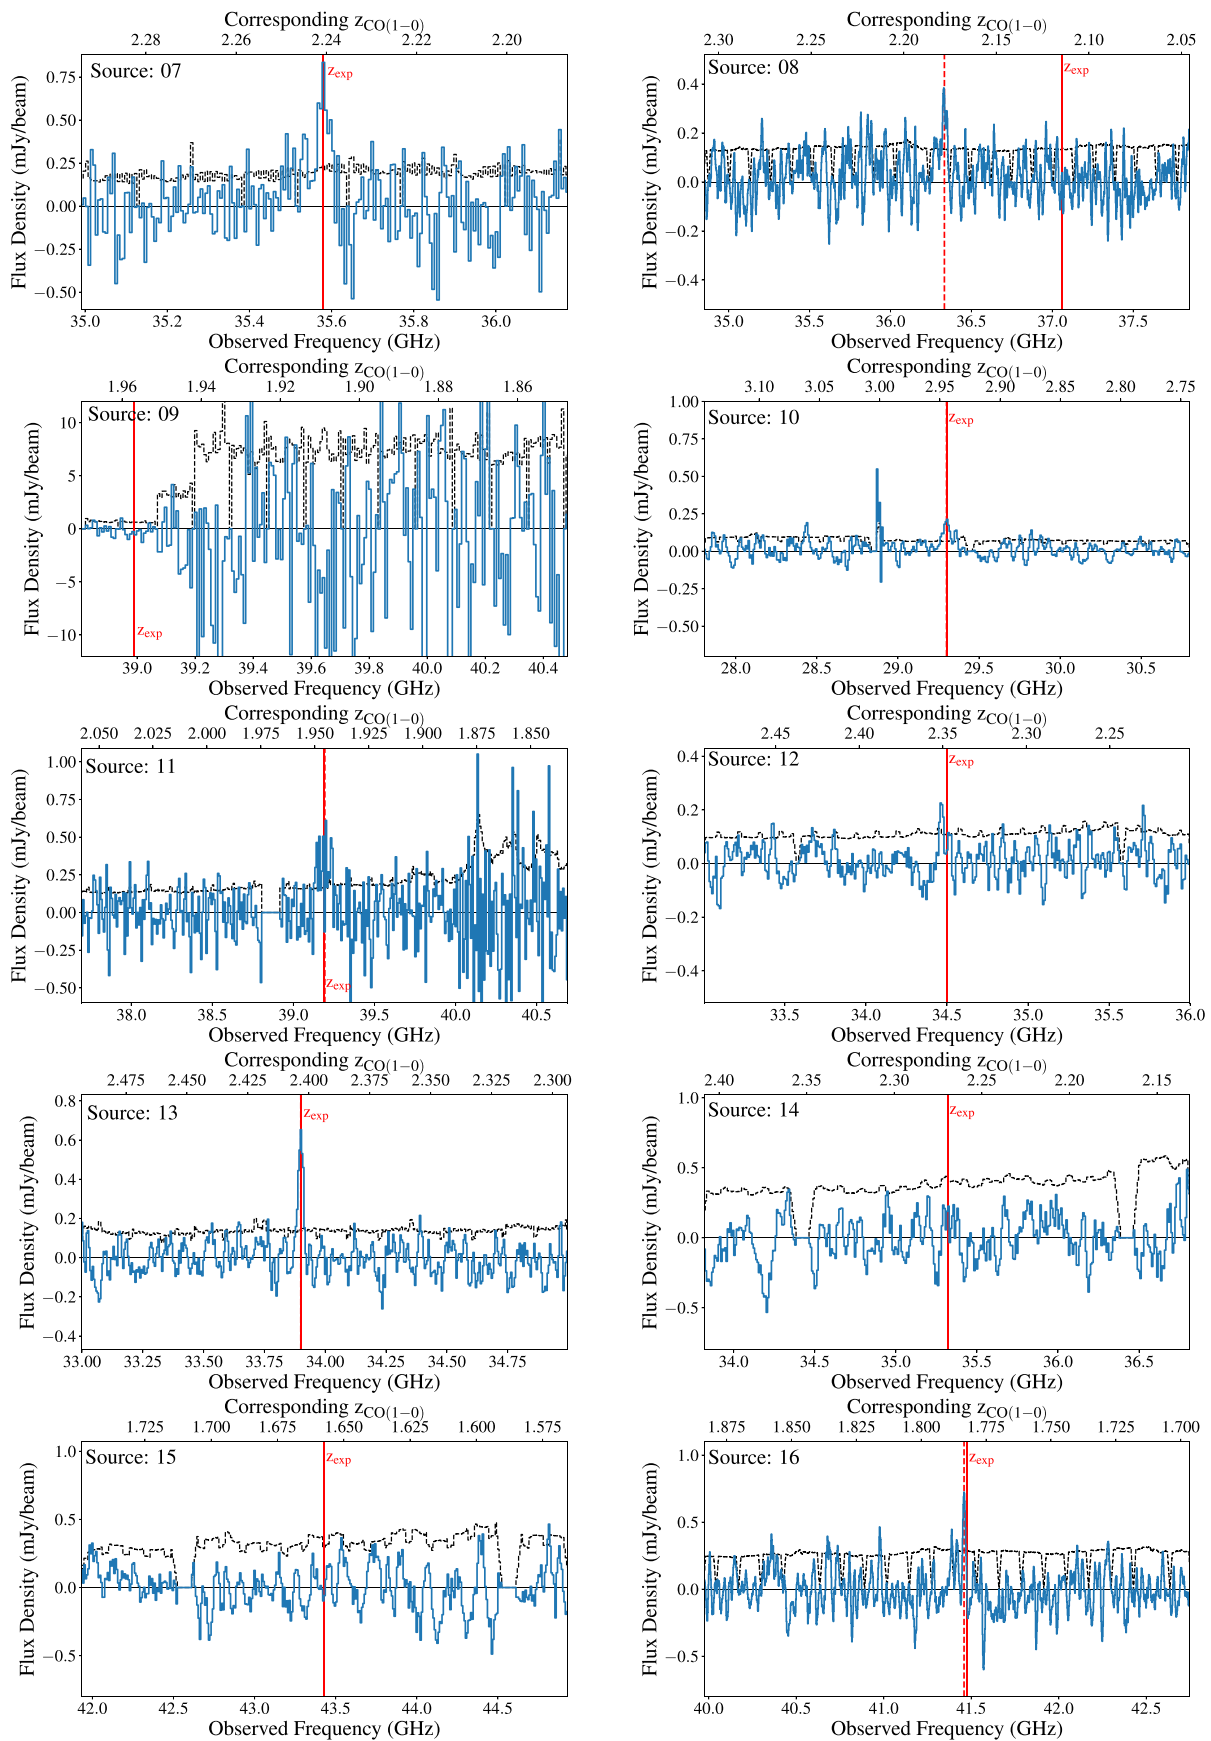 Corresponding z_CO(1−0)
2.28 2.26 2.24 2.22 2.20
Source: 07
z_exp
Flux Density (mJy/beam)
0.75
0.50
0.25
0.00
−0.25
−0.50
35.0 35.2 35.4 35.6 35.8 36.0
Observed Frequency (GHz)
Corresponding z_CO(1−0)
2.30 2.25 2.20 2.15 2.10 2.05
Source: 08
z_exp
Flux Density (mJy/beam)
0.4
0.2
0.0
−0.2
−0.4
35.0 35.5 36.0 36.5 37.0 37.5
Observed Frequency (GHz)
Corresponding z_CO(1−0)
1.96 1.94 1.92 1.90 1.88 1.86
Source: 09
z_exp
Flux Density (mJy/beam)
10
5
0
−5
−10
39.0 39.2 39.4 39.6 39.8 40.0 40.2 40.4
Observed Frequency (GHz)
Corresponding z_CO(1−0)
3.10 3.05 3.00 2.95 2.90 2.85 2.80 2.75
Source: 10
z_exp
Flux Density (mJy/beam)
1.00
0.75
0.50
0.25
0.00
−0.25
−0.50
28.0 28.5 29.0 29.5 30.0 30.5
Observed Frequency (GHz)
Corresponding z_CO(1−0)
2.050 2.025 2.000 1.975 1.950 1.925 1.900 1.875 1.850
Source: 11
z_exp
Flux Density (mJy/beam)
1.00
0.75
0.50
0.25
0.00
−0.25
−0.50
38.0 38.5 39.0 39.5 40.0 40.5
Observed Frequency (GHz)
Corresponding z_CO(1−0)
2.45 2.40 2.35 2.30 2.25
Source: 12
z_exp
Flux Density (mJy/beam)
0.4
0.2
0.0
−0.2
−0.4
33.5 34.0 34.5 35.0 35.5 36.0
Observed Frequency (GHz)
Corresponding z_CO(1−0)
2.475 2.450 2.425 2.400 2.375 2.350 2.325 2.300
Source: 13
z_exp
Flux Density (mJy/beam)
0.8
0.6
0.4
0.2
0.0
−0.2
−0.4
33.00 33.25 33.50 33.75 34.00 34.25 34.50 34.75
Observed Frequency (GHz)
Corresponding z_CO(1−0)
2.40 2.35 2.30 2.27 2.25 2.19 2.15
Source: 14
z_exp
Flux Density (mJy/beam)
1.0
0.5
0.0
−0.5
34.0 34.5 35.0 35.5 36.0 36.5
Observed Frequency (GHz)
Corresponding z_CO(1−0)
1.725 1.700 1.675 1.650 1.625 1.600 1.575
Source: 15
z_exp
Flux Density (mJy/beam)
1.0
0.5
0.0
−0.5
42.0 42.5 43.0 43.5 44.0 44.5
Observed Frequency (GHz)
Corresponding z_CO(1−0)
1.875 1.850 1.825 1.800 1.775 1.750 1.725 1.700
Source: 16
z_exp
Flux Density (mJy/beam)
1.0
0.5
0.0
−0.5
40.0 40.5 41.0 41.5 42.0 42.5
Observed Frequency (GHz)